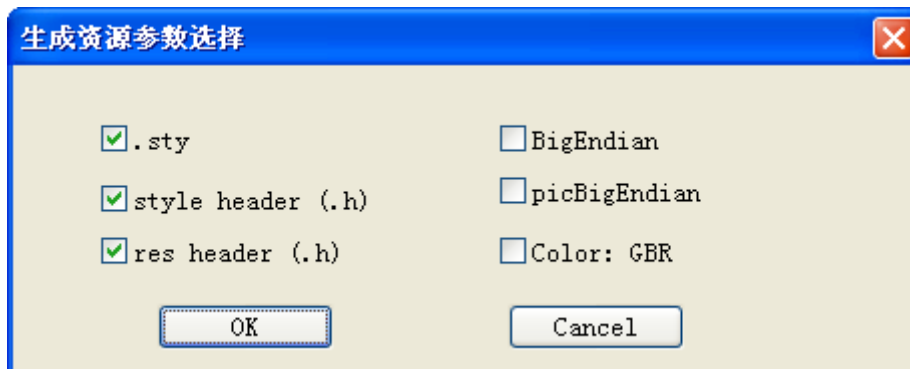 生成资源参数选择
.sty
BigEndian
style header (.h)
picBigEndian
res header (.h)
Color: GBR
OK
Cancel